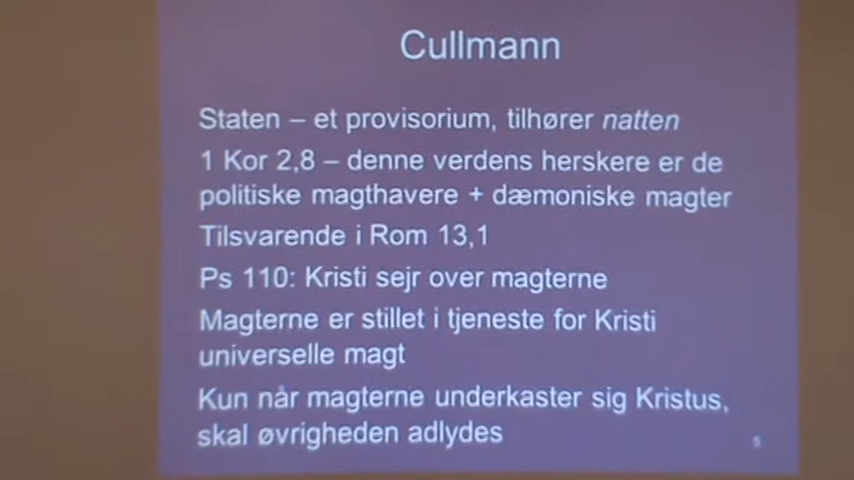 Cullmann
Staten – et provisorium, tilhører natten
1 Kor 2,8 – denne verdens herskere er de
politiske magthavere + dæmoniske magter
Tilsvarende i Rom 13,1
Ps 110: Kristi sejr over magterne
Magterne er stillet i tjeneste for Kristi
universelle magt
Kun når magterne underkaster sig Kristus,
skal øvrigheden adlydes
5